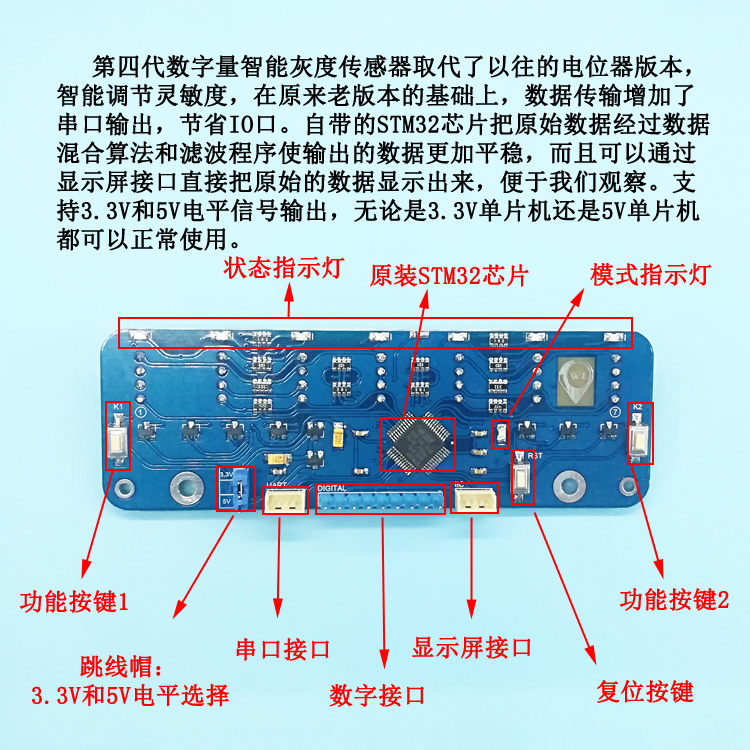 第四代数字量智能灰度传感器取代了以往的电位器版本，
智能调节灵敏度，在原来老版本的基础上，数据传输增加了
串口输出，节省IO口。自带的STM32芯片把原始数据经过数据
混合算法和滤波程序使输出的数据更加平稳，而且可以通过
显示屏接口直接把原始的数据显示出来，便于我们观察。支
持3.3V和5V电平信号输出，无论是3.3V单片机还是5V单片机
都可以正常使用。
状态指示灯
原装STM32芯片
模式指示灯
K1
K2
1
7
3.3V
5V
UART
DIGITAL
IIC
RST
功能按键1
功能按键2
串口接口
显示屏接口
跳线帽：
3.3V和5V电平选择
数字接口
复位按键